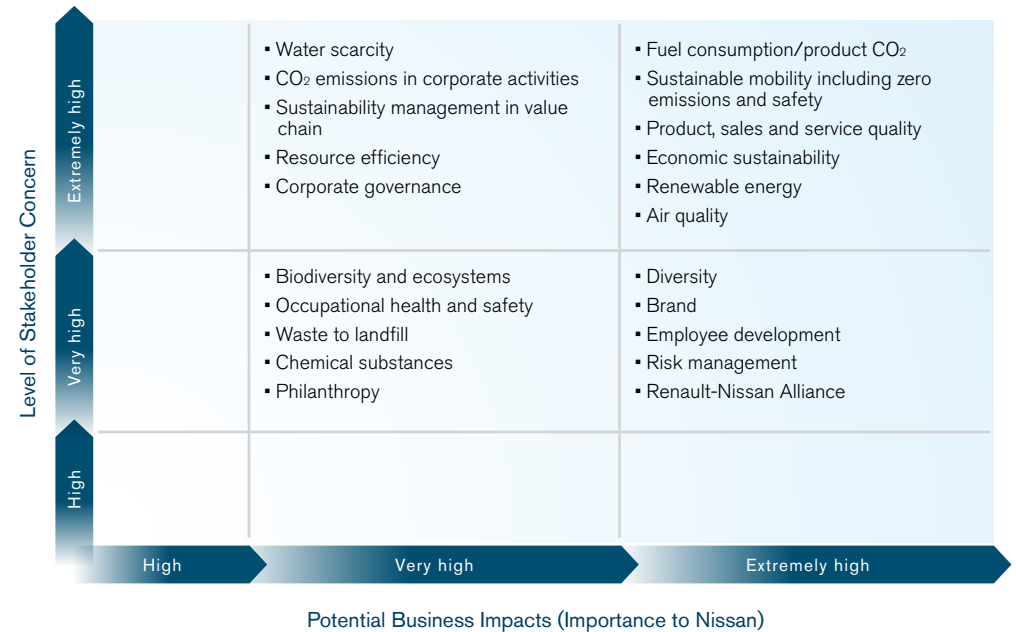 Level of Stakeholder Concern
Extremely high
Very high
High
▪ Water scarcity
▪ CO₂ emissions in corporate activities
▪ Sustainability management in value
chain
▪ Resource efficiency
▪ Corporate governance
▪ Fuel consumption/product CO₂
▪ Sustainable mobility including zero
emissions and safety
▪ Product, sales and service quality
▪ Economic sustainability
▪ Renewable energy
▪ Air quality
▪ Biodiversity and ecosystems
▪ Occupational health and safety
▪ Waste to landfill
▪ Chemical substances
▪ Philanthropy
▪ Diversity
▪ Brand
▪ Employee development
▪ Risk management
▪ Renault-Nissan Alliance
High
Very high
Extremely high
Potential Business Impacts (Importance to Nissan)